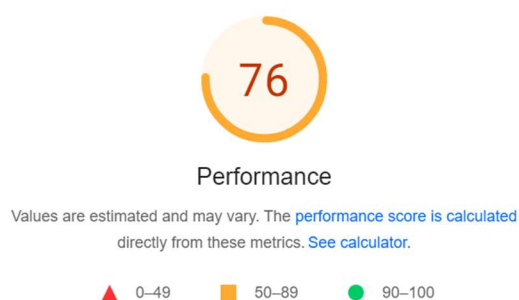 76
Performance
Values are estimated and may vary. The performance score is calculated
directly from these metrics. See calculator.
0–49 50–89 90–100